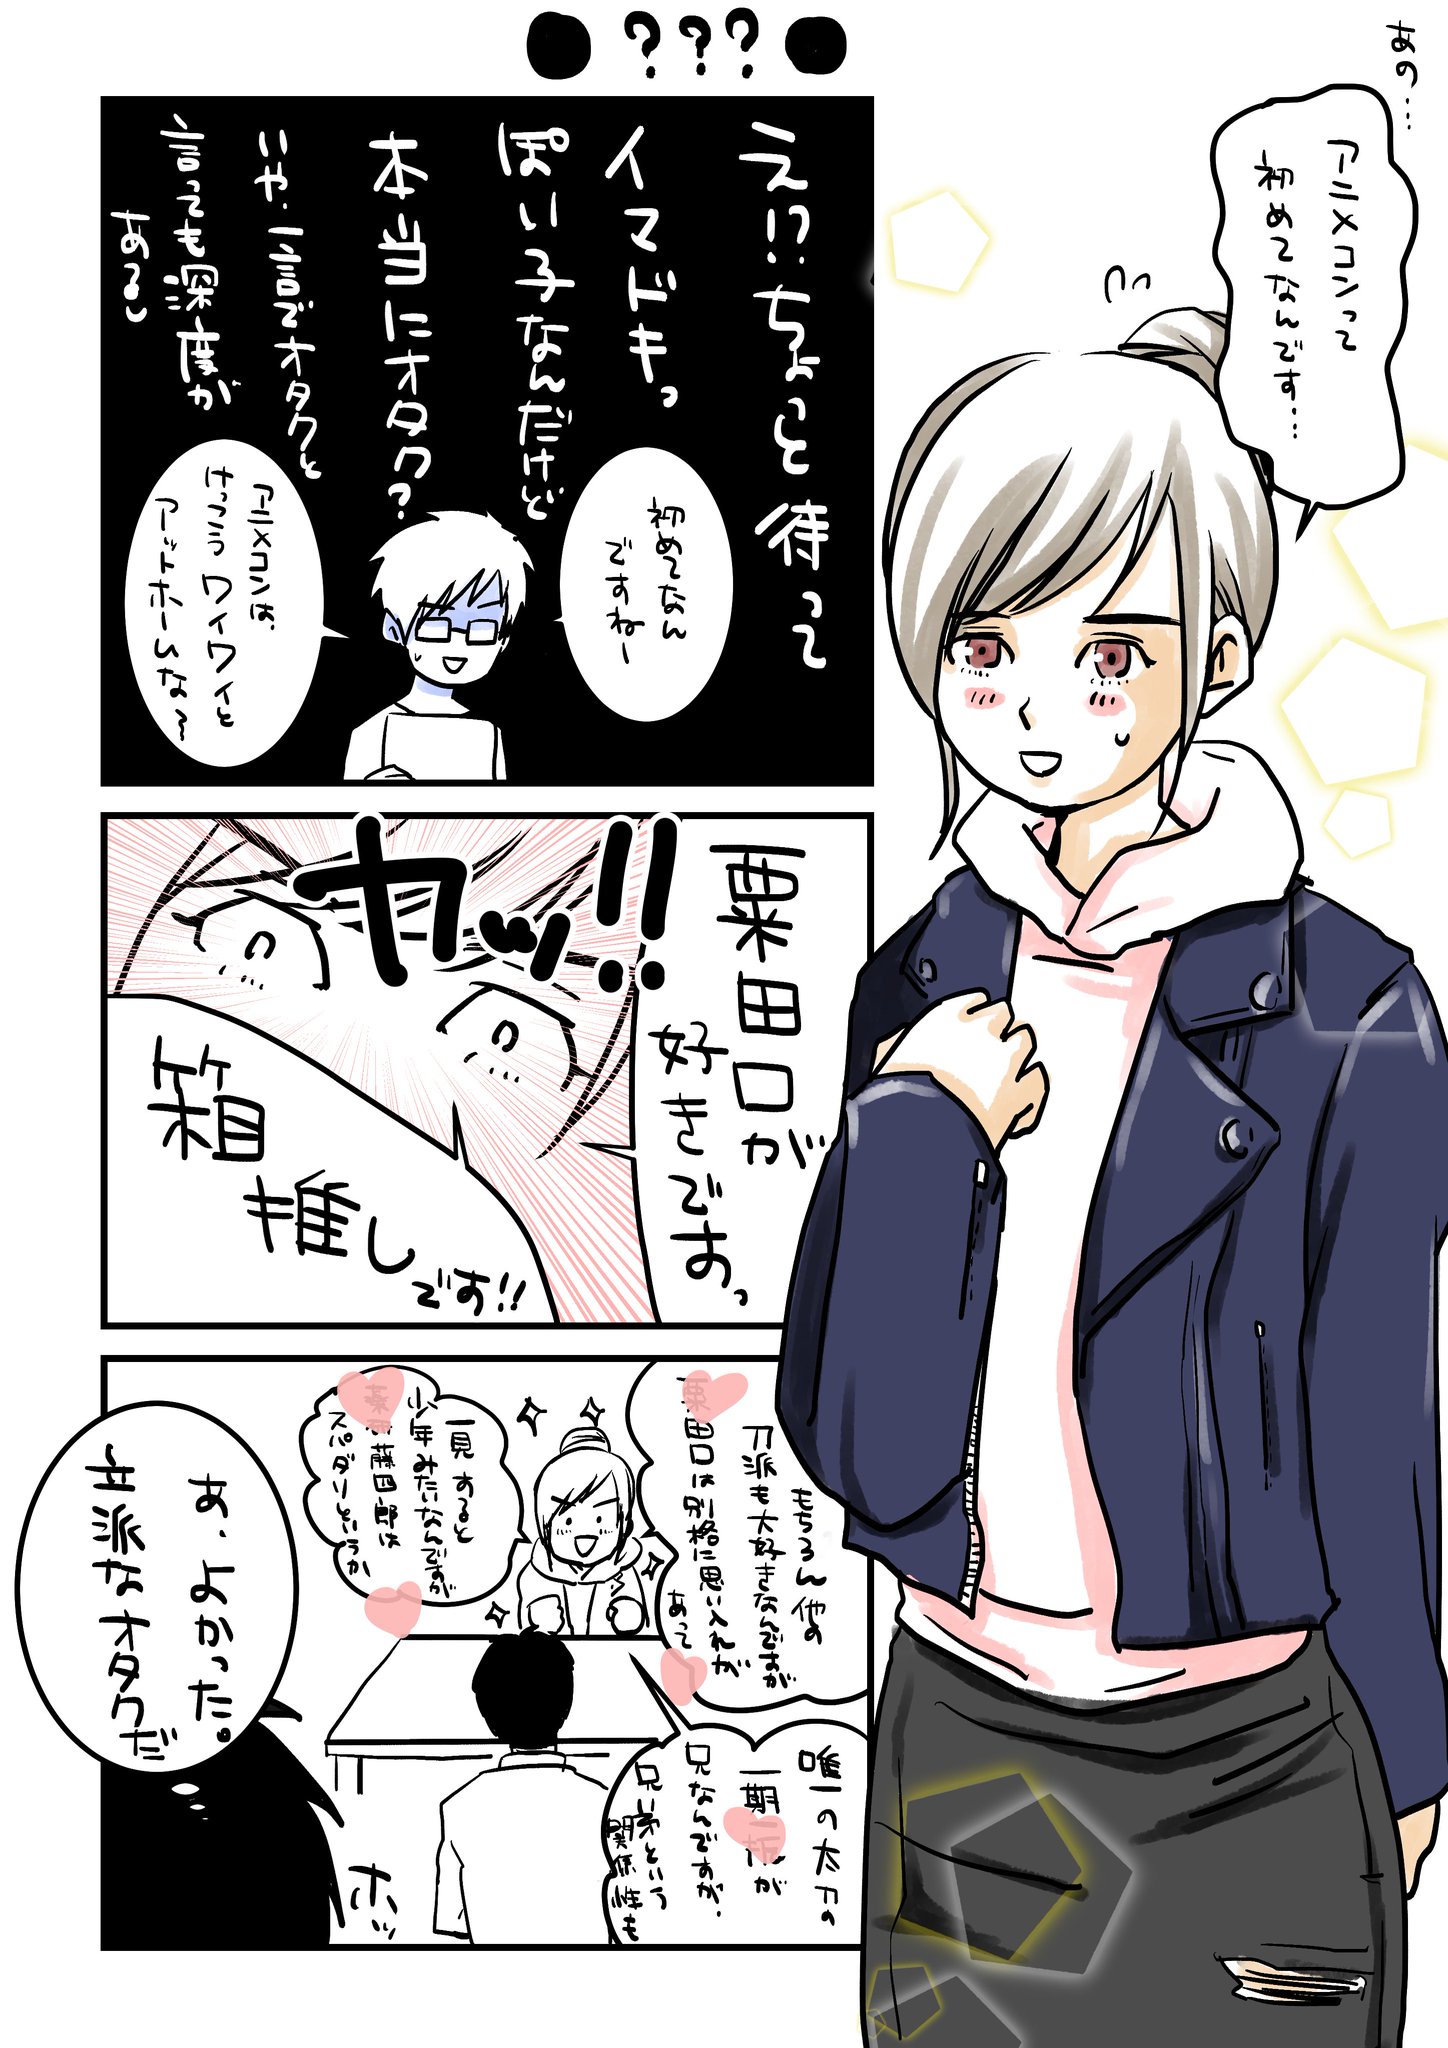 ●???●
あの…
アニメコンって
初めてなんです…
え!?ちょっと待って
イマドキっ
ぽい子なんだけど
本当にオタク?
いや、一言でオタクと
言っても深度が
あるし
初めてなん
ですねー
アニメコンは、
けっこうワイワイと
アットホームな〜
粟田口が
好きですっ
カッ!!
箱
推し
です!!
もちろん他の
刀派も大好きなんですが
粟田口は別格に思い入れが
あって
一見すると
少年みたいなんですが
薬研藤四郎は
スパダリというか
唯一の太刀の
一期一振が
兄なんですが、
兄い弟という
関係性も
あ、よかった。
立派なオタクだ
ホッ